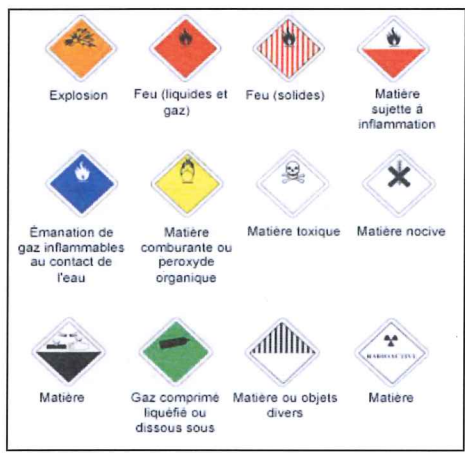 Explosion
Feu (liquides et
gaz)
Feu (solides)
Matière
sujette à
inflammation
Émanation de
gaz inflammables
au contact de
l'eau
Matière
comburante ou
peroxyde
organique
Matière toxique
Matière nocive
Matière
Gaz comprimé
liquéfié ou
dissous sous
Matière ou objets
divers
RADIOACTIVE
Matière